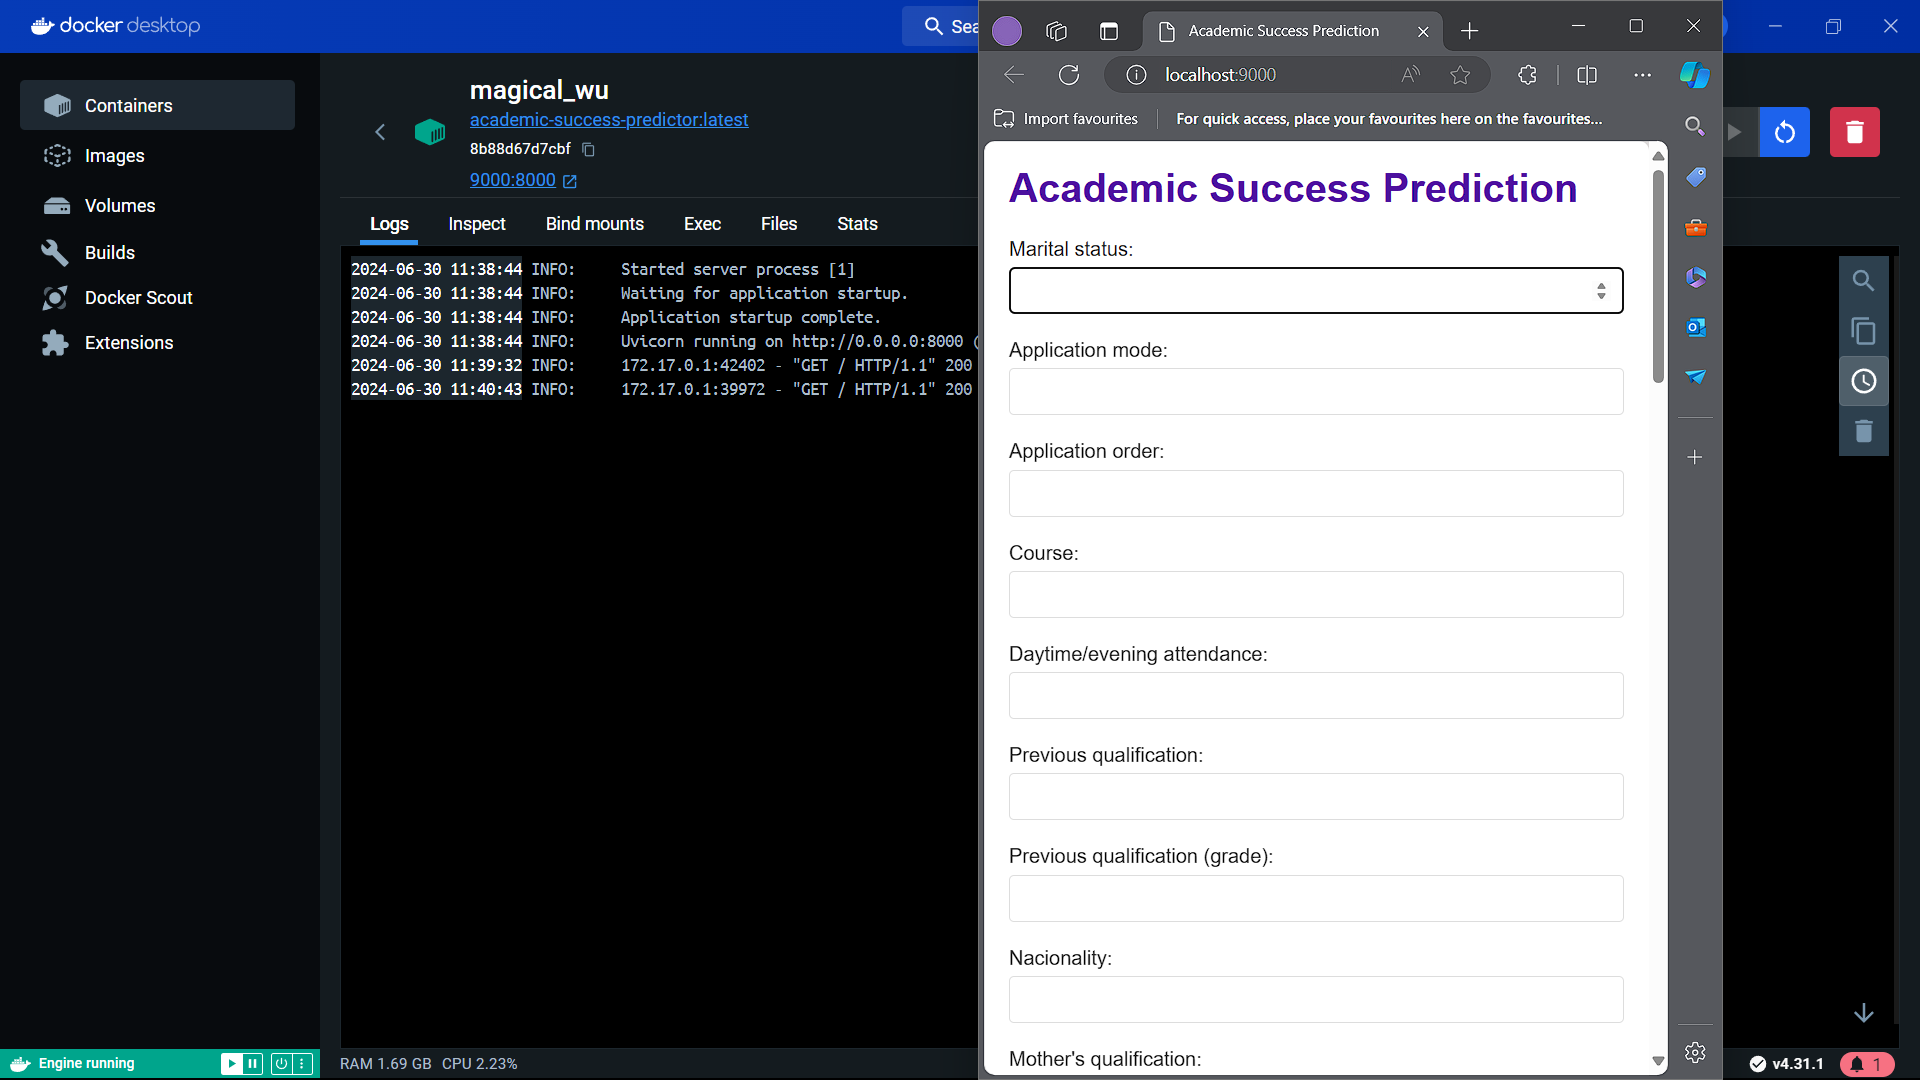 docker desktop
Sea
Containers
Images
Volumes
Builds
Docker Scout
Extensions
magical_wu
academic-success-predictor:latest
8b88d67d7cbf
9000:8000
Logs Inspect Bind mounts Exec Files Stats
2024-06-30 11:38:44 INFO: Started server process [1]
2024-06-30 11:38:44 INFO: Waiting for application startup.
2024-06-30 11:38:44 INFO: Application startup complete.
2024-06-30 11:38:44 INFO: Uvicorn running on http://0.0.0.0:8000 (
2024-06-30 11:39:32 INFO: 172.17.0.1:42402 - "GET / HTTP/1.1" 200
2024-06-30 11:40:43 INFO: 172.17.0.1:39972 - "GET / HTTP/1.1" 200
Academic Success Prediction
localhost:9000
Import favourites
For quick access, place your favourites here on the favourites...
Academic Success Prediction
Marital status:
Application mode:
Application order:
Course:
Daytime/evening attendance:
Previous qualification:
Previous qualification (grade):
Nacionality:
Mother's qualification:
Engine running
RAM 1.69 GB CPU 2.23%
v4.31.1
1